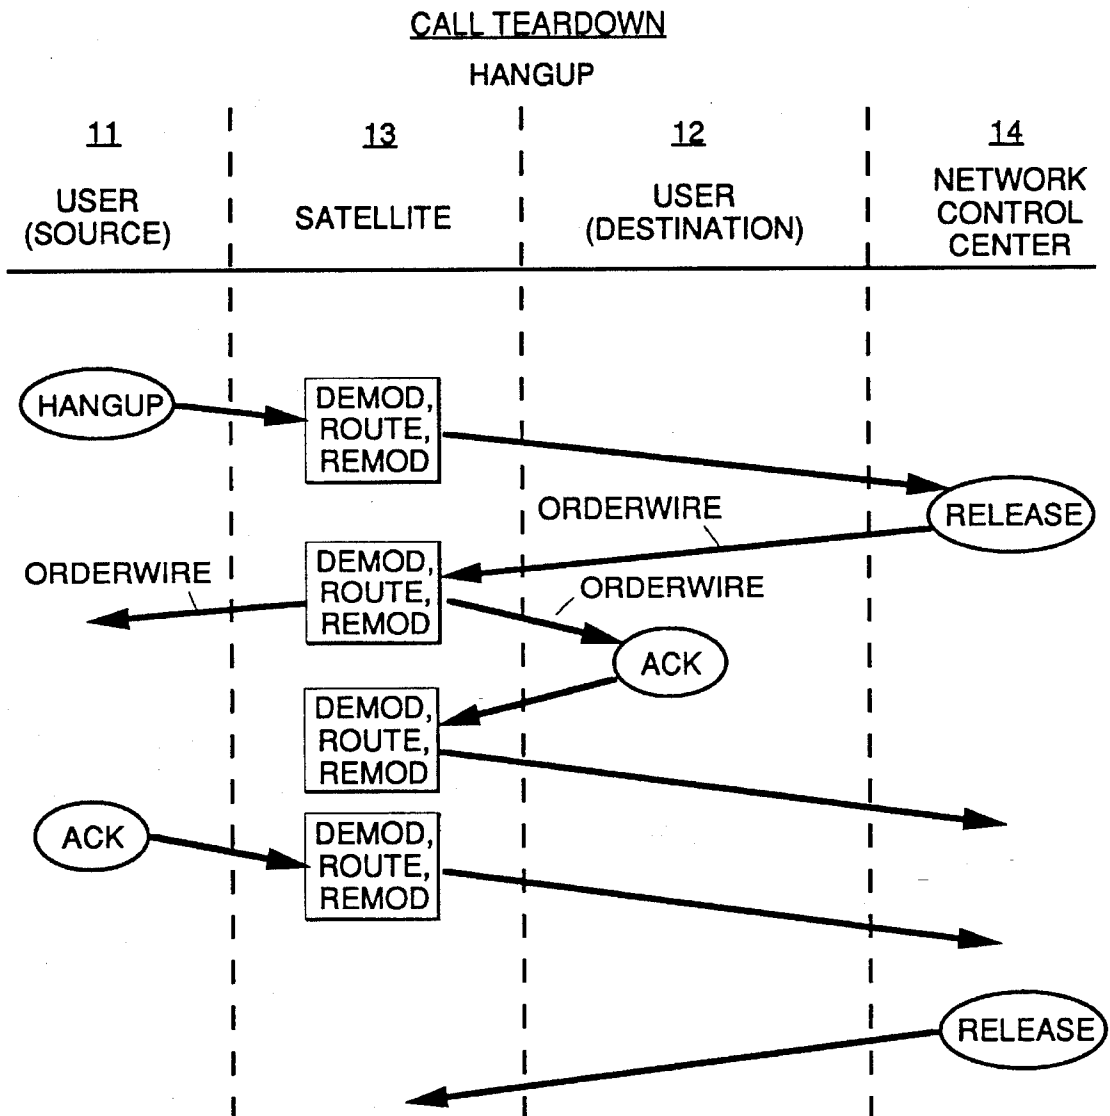 CALL TEARDOWN
HANGUP
11
13
12
14
USER
(SOURCE)
SATELLITE
USER
(DESTINATION)
NETWORK
CONTROL
CENTER
HANGUP
DEMOD,
ROUTE,
REMOD
RELEASE
ORDERWIRE
ORDERWIRE
DEMOD,
ROUTE,
REMOD
ORDERWIRE
ACK
DEMOD,
ROUTE,
REMOD
ACK
DEMOD,
ROUTE,
REMOD
RELEASE